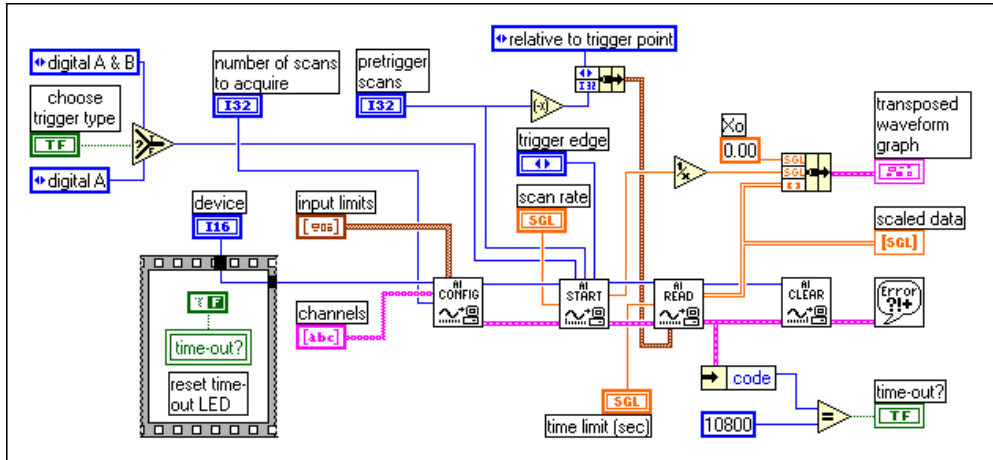 relative to trigger point
digital A & B
number of scans
to acquire
I32
pretrigger
scans
I32
I32
(-x)
choose
trigger type
TF
?
F
digital A
trigger edge
Xo
0.00
SGL
SGL
1/x
transposed
waveform
graph
device
I16
input limits
scan rate
SGL
scaled data
[SGL]
AI
CONFIG
AI
START
AI
READ
AI
CLEAR
Error
?!+
F
time-out?
reset time-
out LED
channels
[abc]
SGL
time limit (sec)
code
10800
=
time-out?
TF